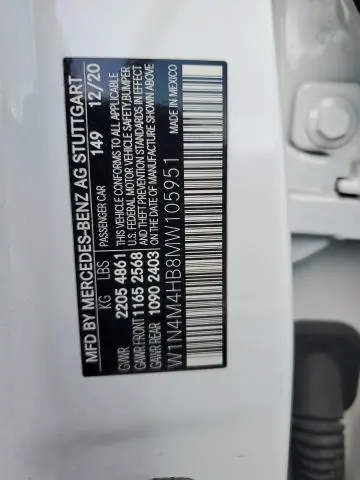 MFD BY MERCEDES-BENZ AG STUTTGART
PASSENGER CAR 149 12/20
KG LBS
GVWR 2205 4861
GWAR FRONT 1165 2568
GWAR REAR 1090 2403
THIS VEHICLE CONFORMS TO ALL APPLICABLE
U.S. FEDERAL MOTOR VEHICLE SAFETY,BUMPER
AND THEFT PREVENTION STANDARDS IN EFFECT
ON THE DATE OF MANUFACTURE SHOWN ABOVE
MADE IN MEXICO
W1N4M4HB8MW105951